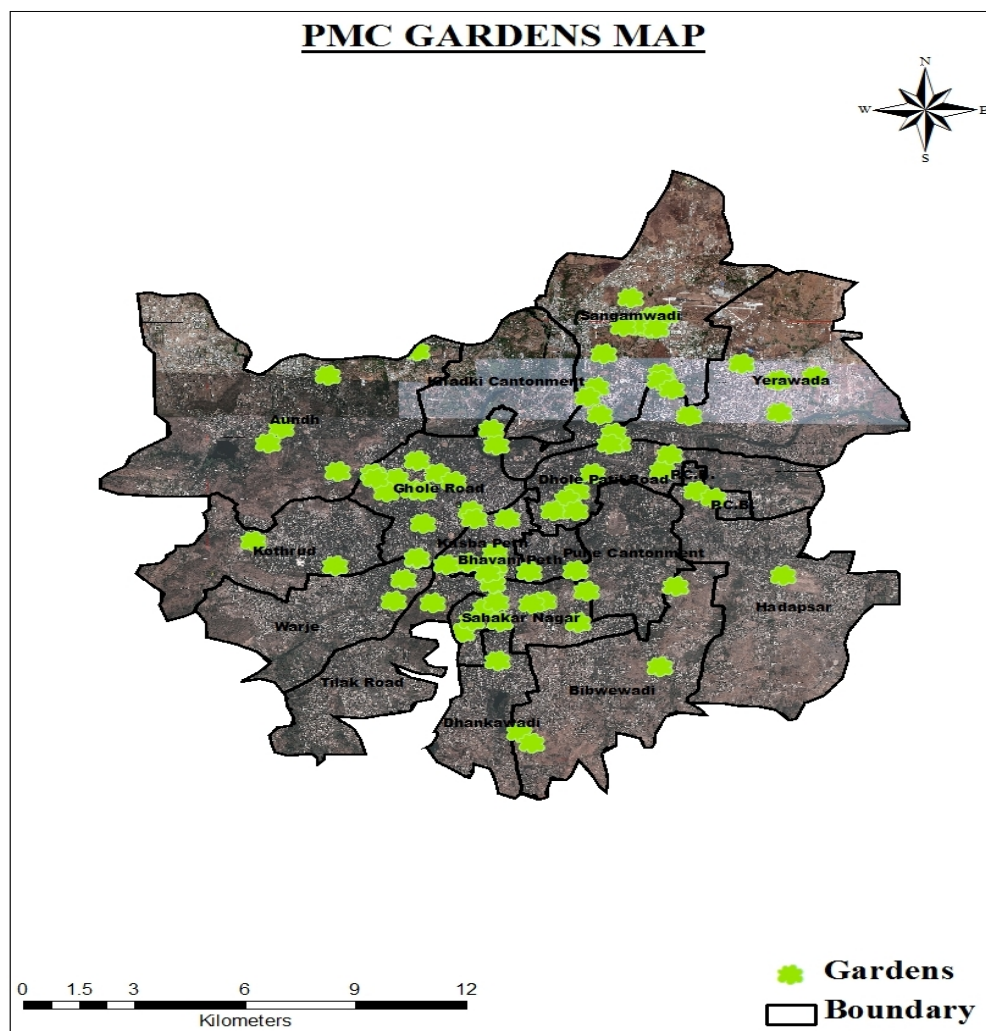 PMC GARDENS MAP
N
W E
S
Sangamwadi
Khadki Cantonment
Yerawada
Aundh
Ghole Road
Dhole Patil Road
P.C.B.
Kasba Peth
Kothrud
Bhavani Peth
Pune Cantonment
Hadapsar
Warje
Sahakar Nagar
Tilak Road
Bibwewadi
Dhankawadi
Gardens
Boundary
0 1.5 3 6 9 12
Kilometers